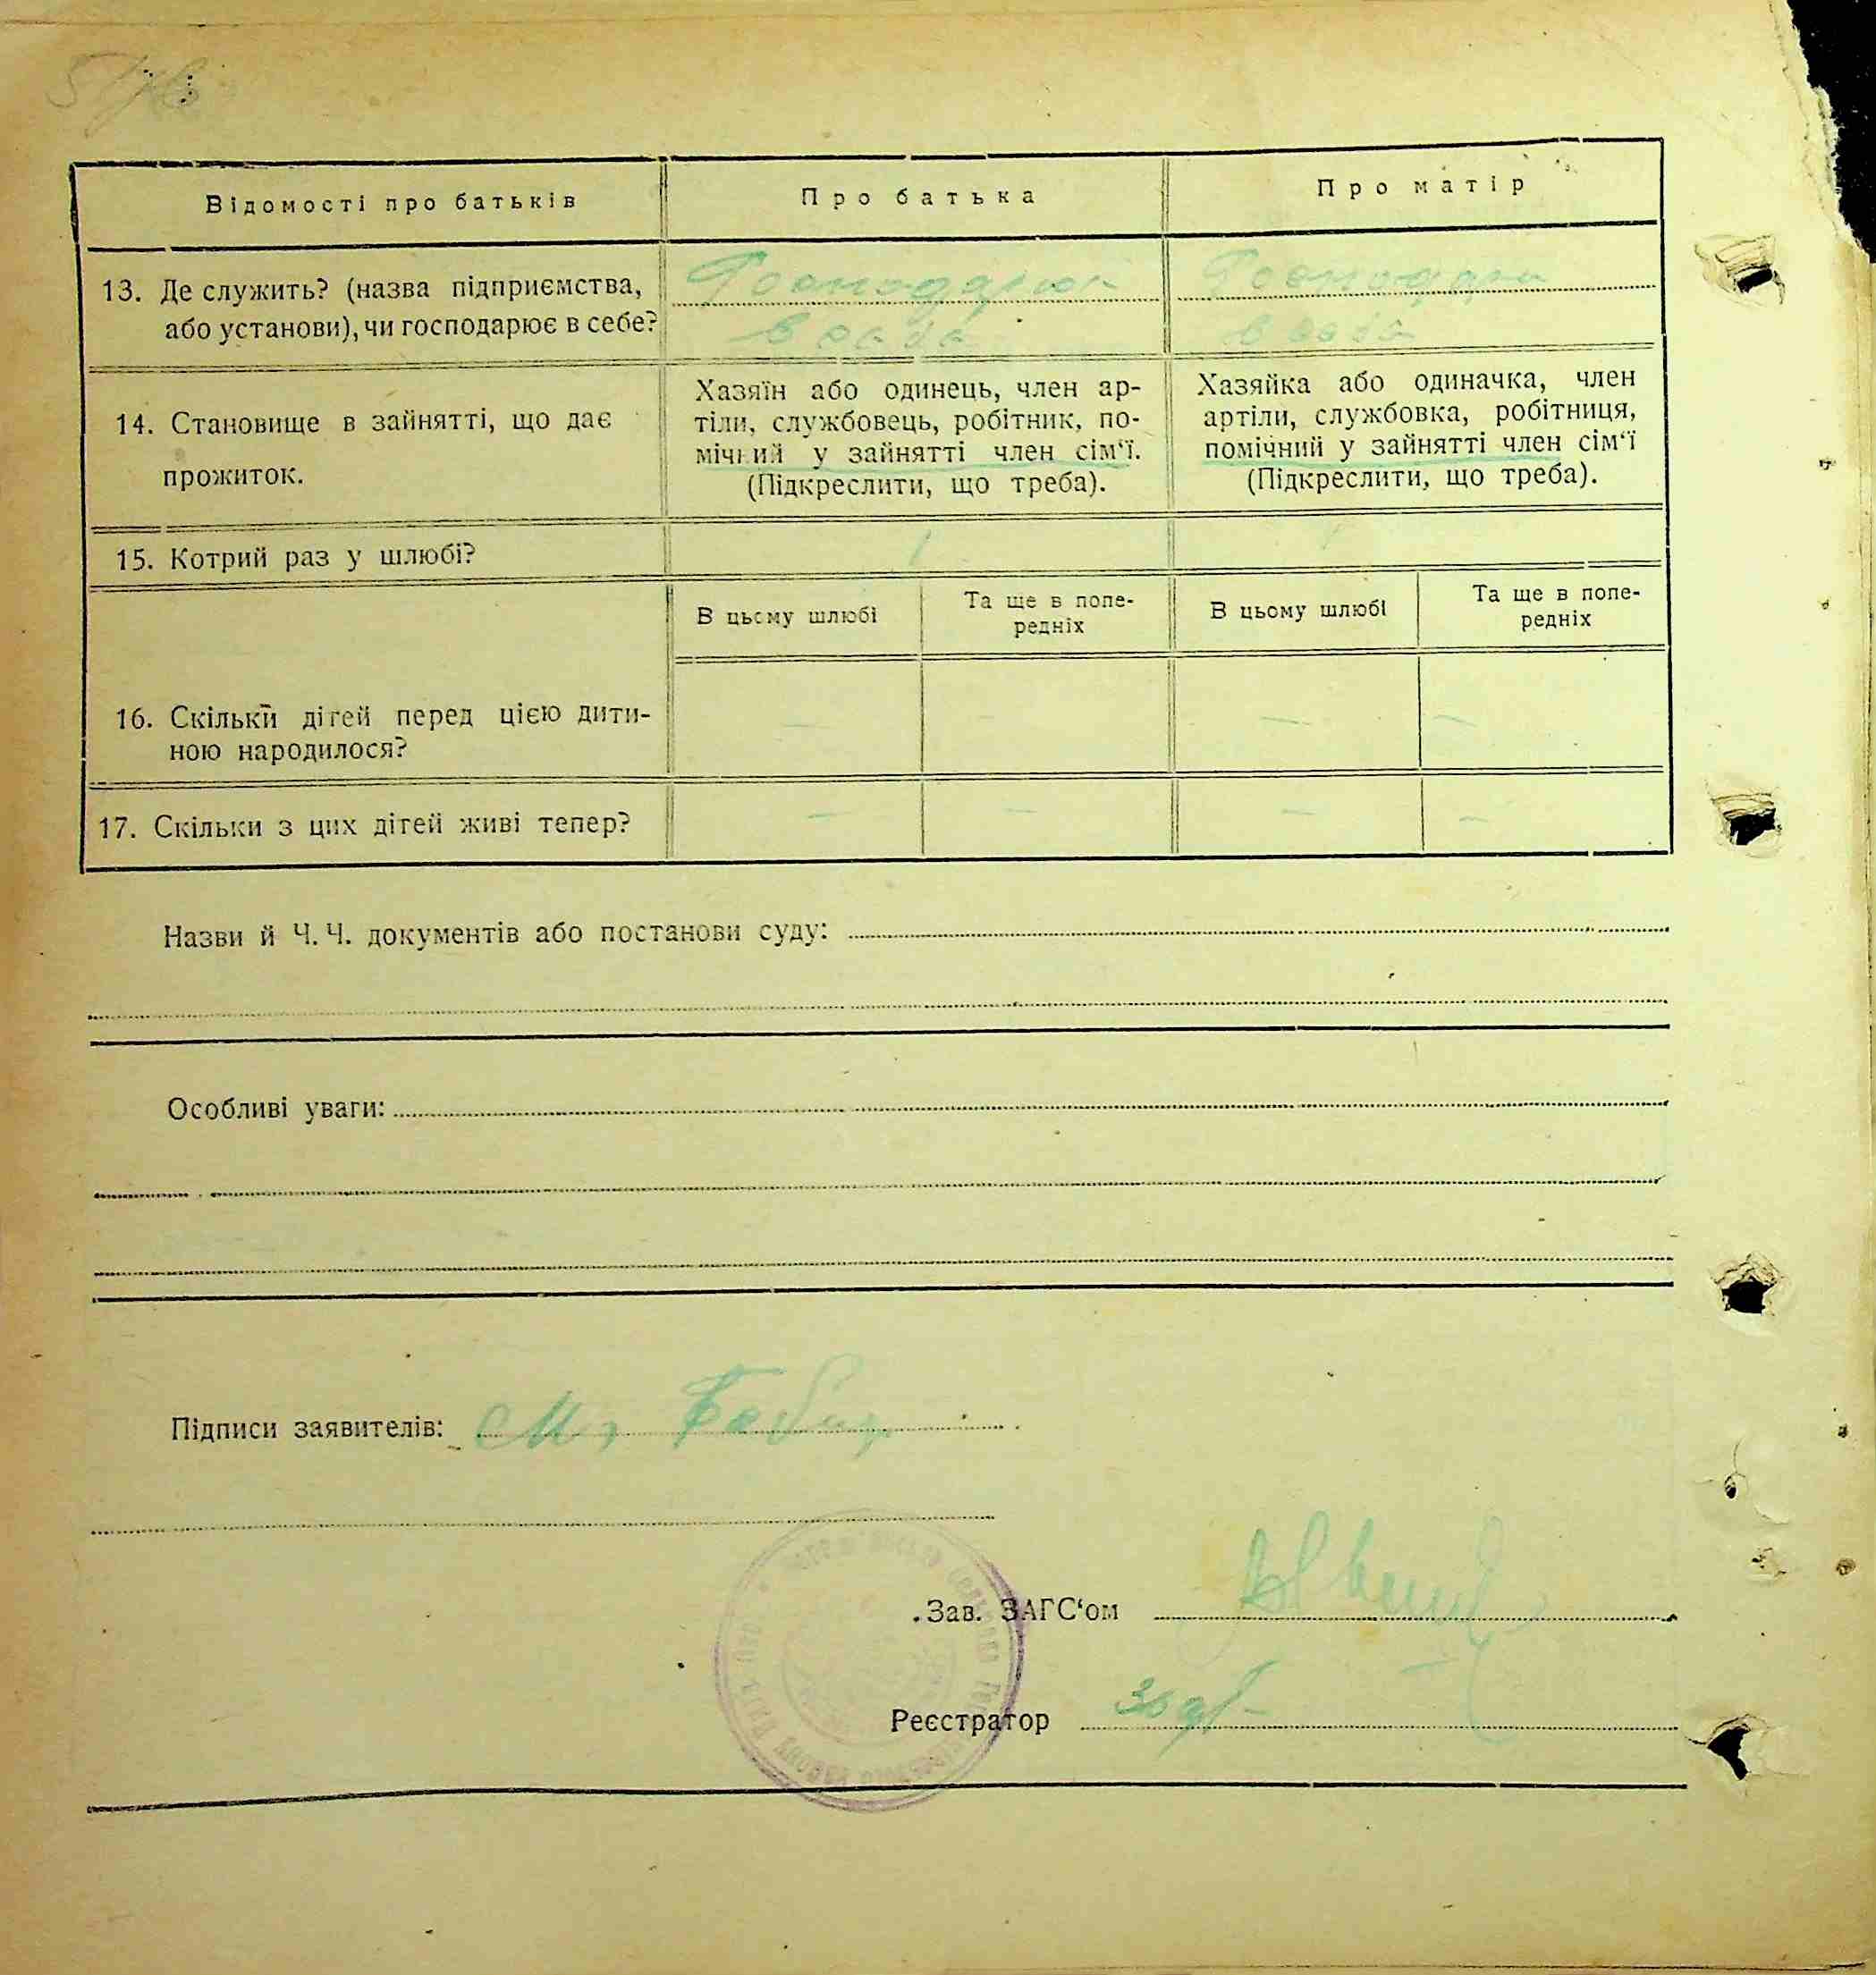 Відомості про батьків
Про батька
Про матір
13. Де служить? (назва підприємства,
або установи), чи господарює в себе?
Господарює
в себе
Господарює
в себе
14. Становище в зайнятті, що дає
прожиток.
Хазяїн або одинець, член ар-
тіли, службовець, робітник, по-
мічний у зайнятті член сім‘ї.
(Підкреслити, що треба).
Хазяйка або одиначка, член
артіли, службовка, робітниця,
помічний у зайнятті член сім‘ї
(Підкреслити, що треба).
15. Котрий раз у шлюбі?
1
1
В цьому шлюбі
Та ще в попе-
редніх
В цьому шлюбі
Та ще в попе-
редніх
16. Скільки дітей перед цією дити-
ною народилося?
— — — —
17. Скільки з цих дітей живі тепер?
— — — —
Назви й Ч. Ч. документів або постанови суду:
Особливі уваги:
Підписи заявителів: М.
Зав. ЗАГС‘ом
Реєстратор